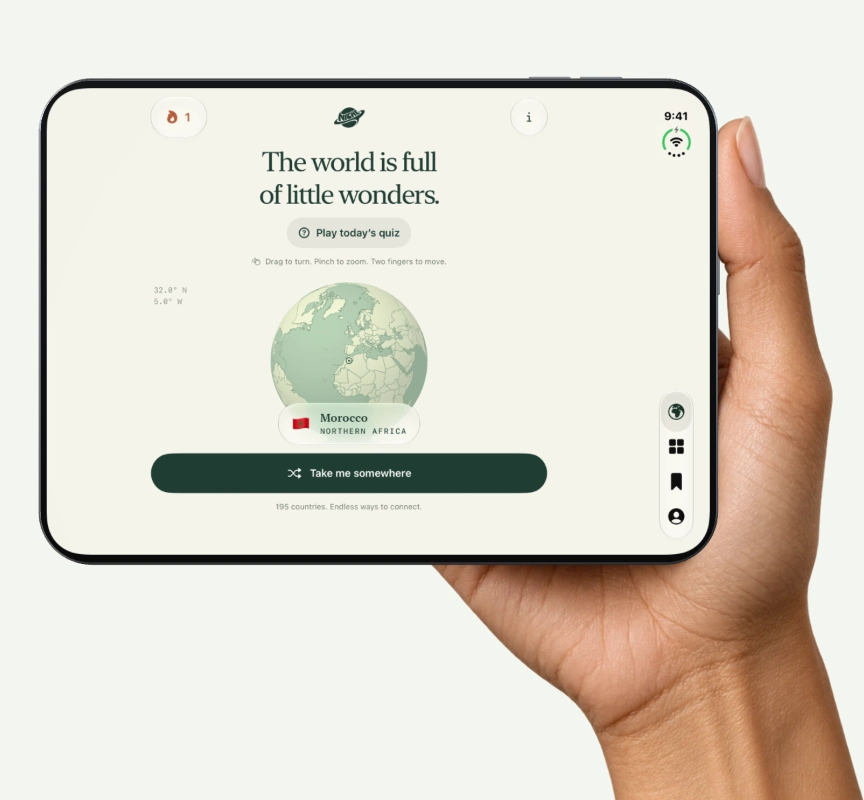 1
i
9:41
The world is full
of little wonders.
Play today's quiz
Drag to turn. Pinch to zoom. Two fingers to move.
32.0° N
5.0° W
Morocco
NORTHERN AFRICA
Take me somewhere
195 countries. Endless ways to connect.